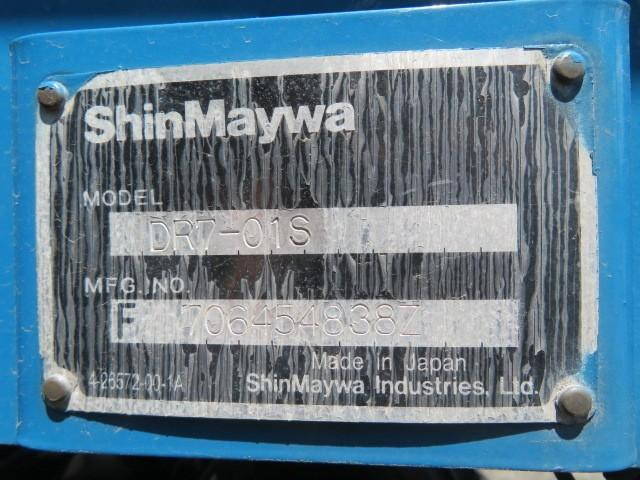 ShinMaywa
MODEL
DR7-01S
MFG.NO.
F 706454838Z
Made in Japan
4-26572-00-1A
ShinMaywa Industries, Ltd.